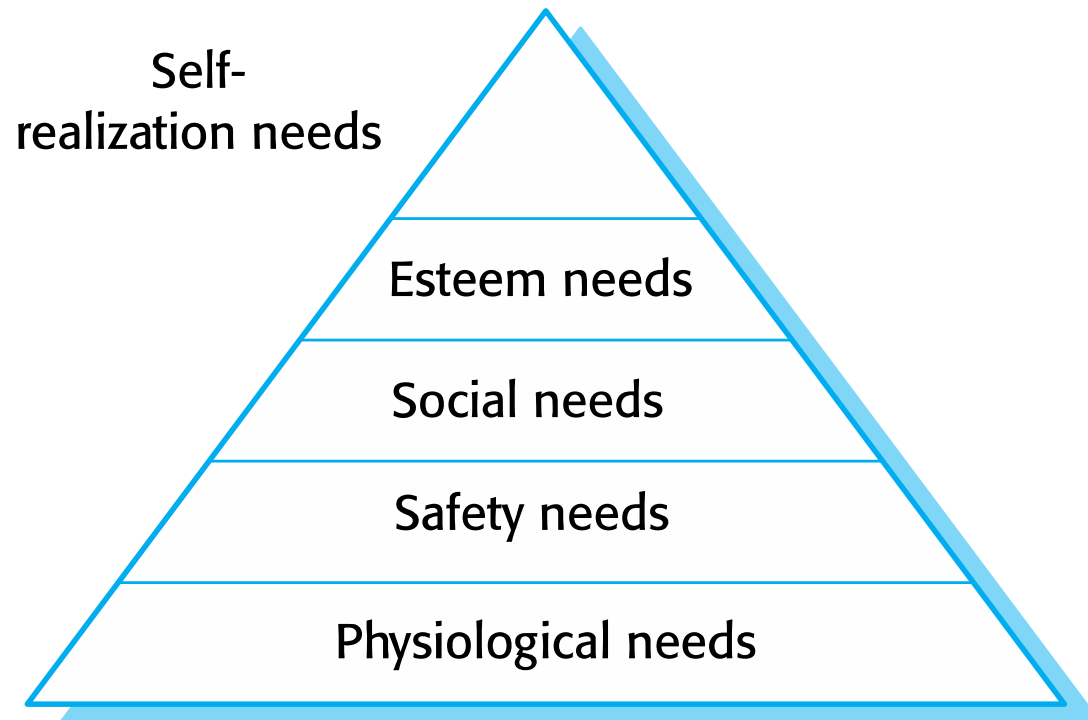 Self-
realization needs
Esteem needs
Social needs
Safety needs
Physiological needs